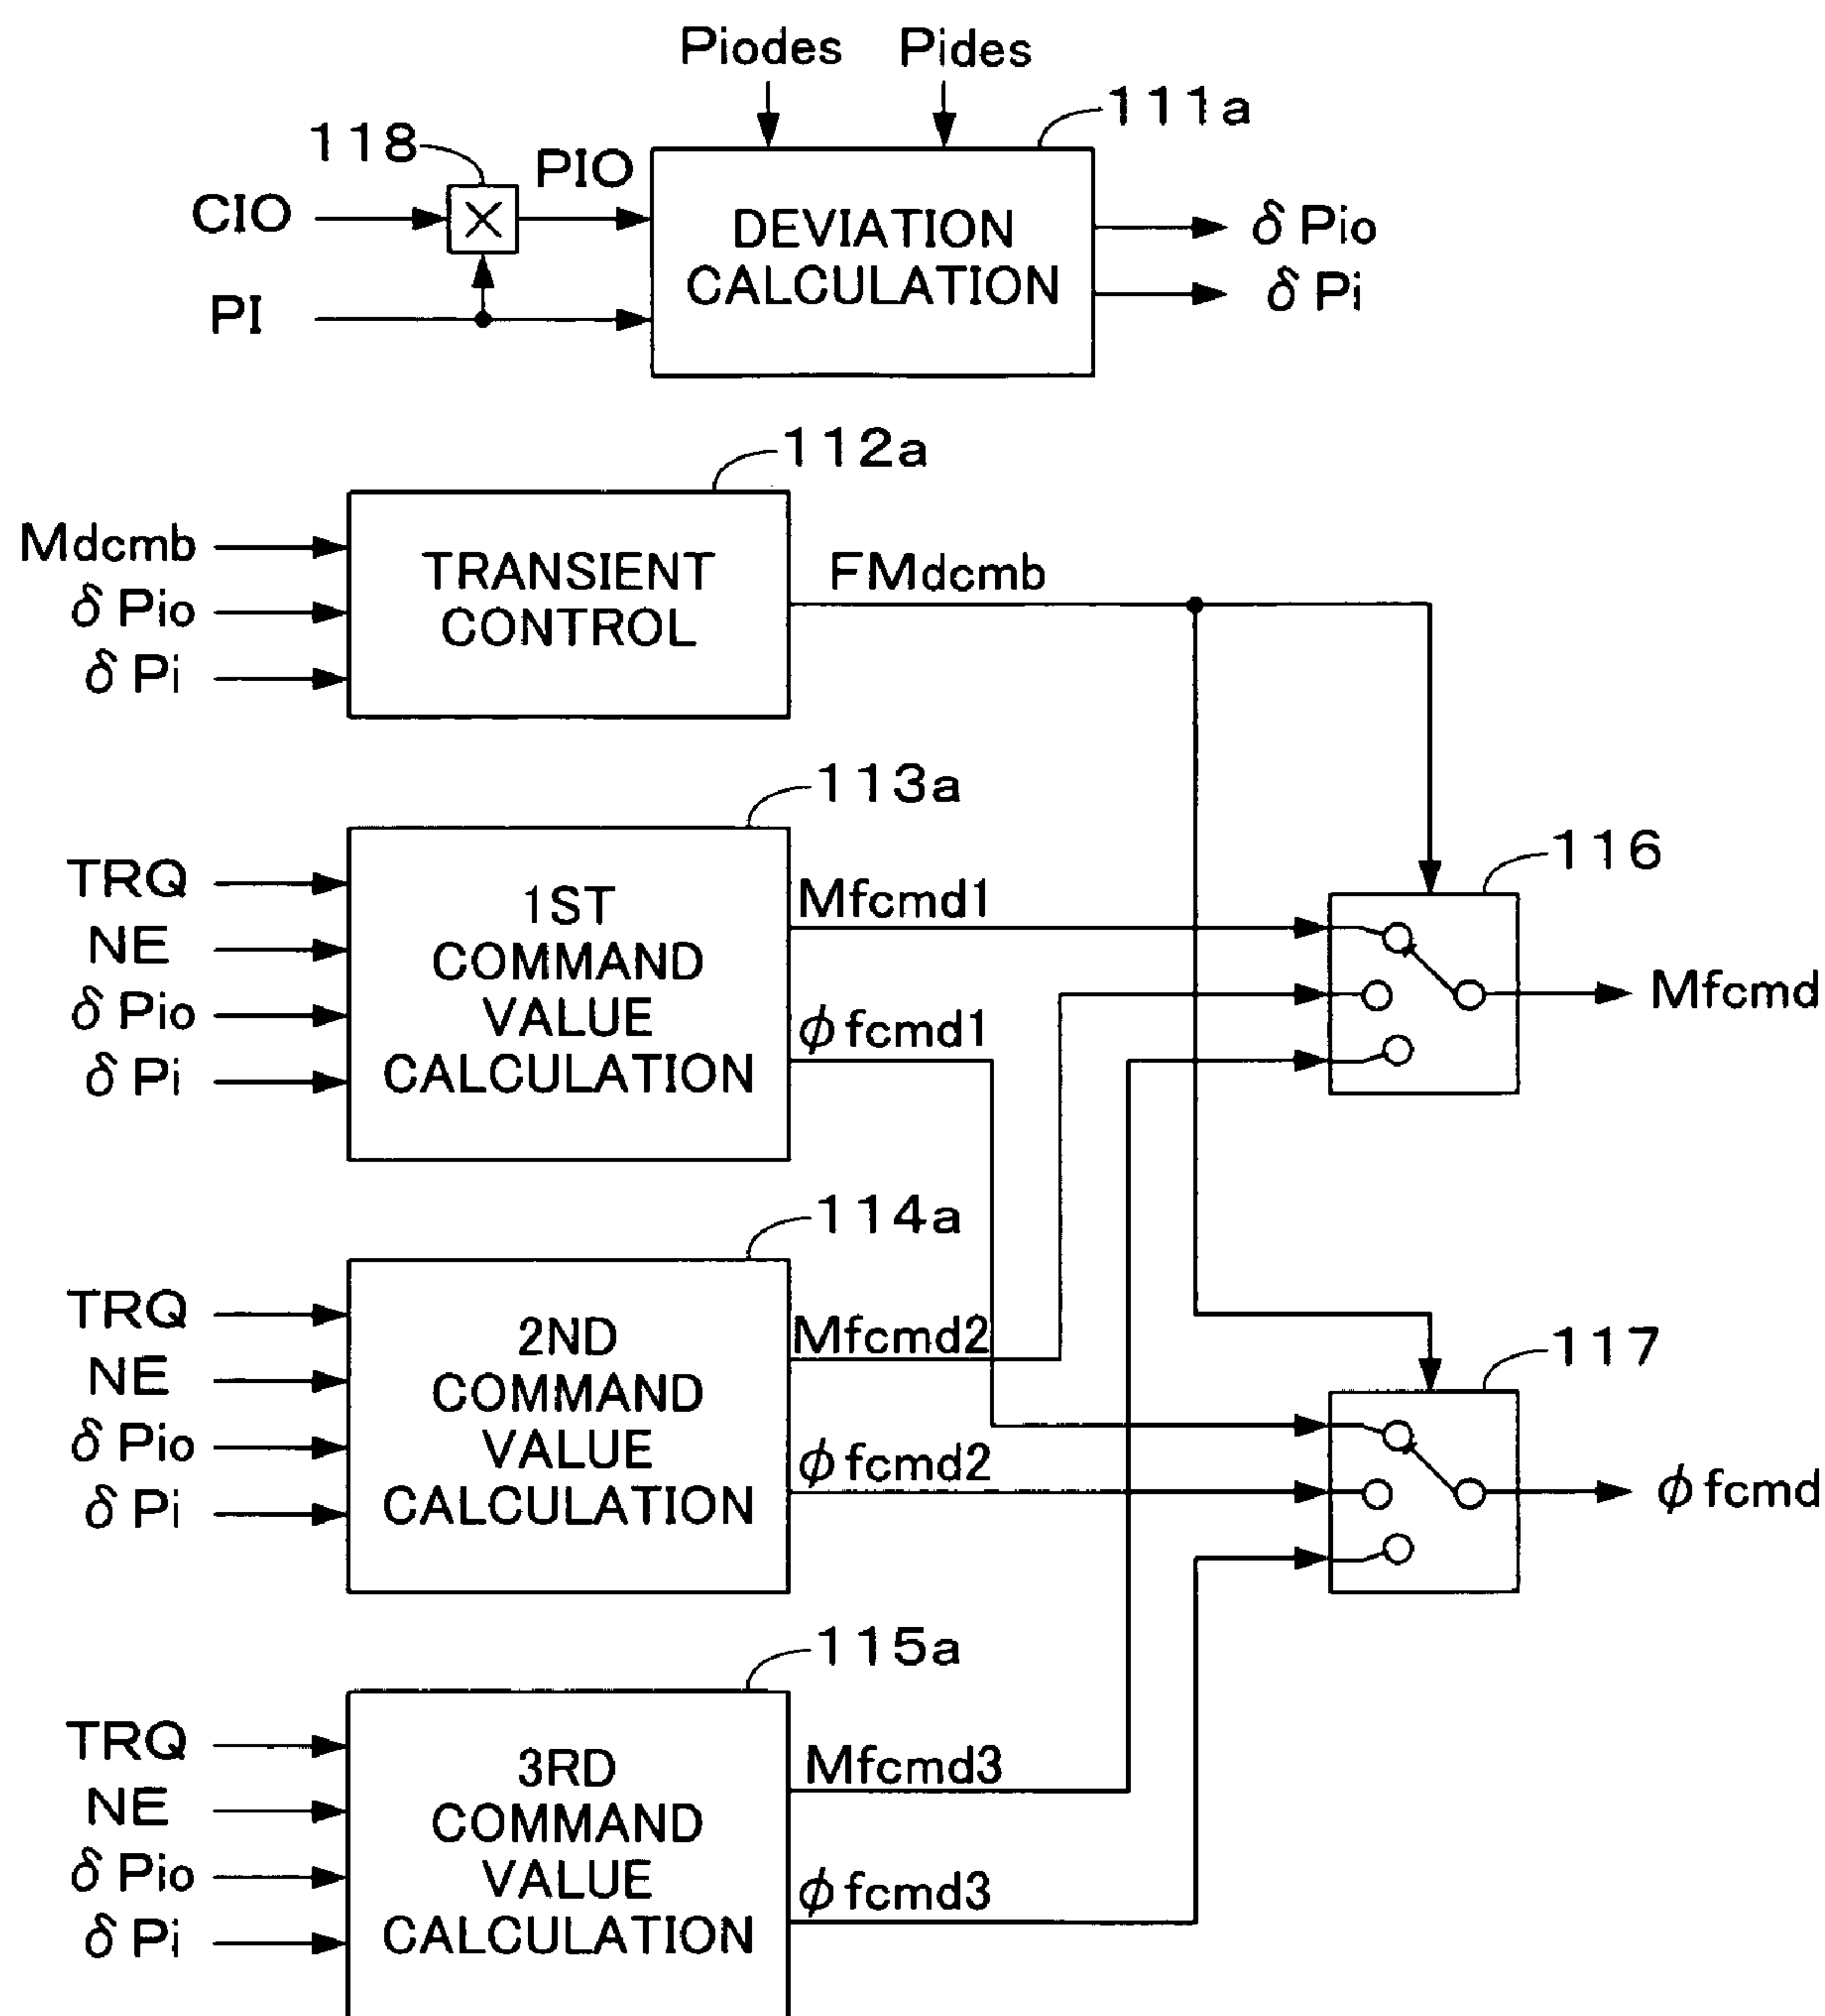 Piodes Pides
111a
118
PIO
CIO
DEVIATION
CALCULATION
δ Pio
δ Pi
PI
112a
Mdcmb
δ Pio
δ Pi
TRANSIENT
CONTROL
FMdcmb
113a
TRQ
NE
δ Pio
δ Pi
1ST
COMMAND
VALUE
CALCULATION
Mfcmd1
ϕ fcmd1
116
Mfcmd
114a
TRQ
NE
δ Pio
δ Pi
2ND
COMMAND
VALUE
CALCULATION
Mfcmd2
ϕ fcmd2
117
ϕ fcmd
115a
TRQ
NE
δ Pio
δ Pi
3RD
COMMAND
VALUE
CALCULATION
Mfcmd3
ϕ fcmd3